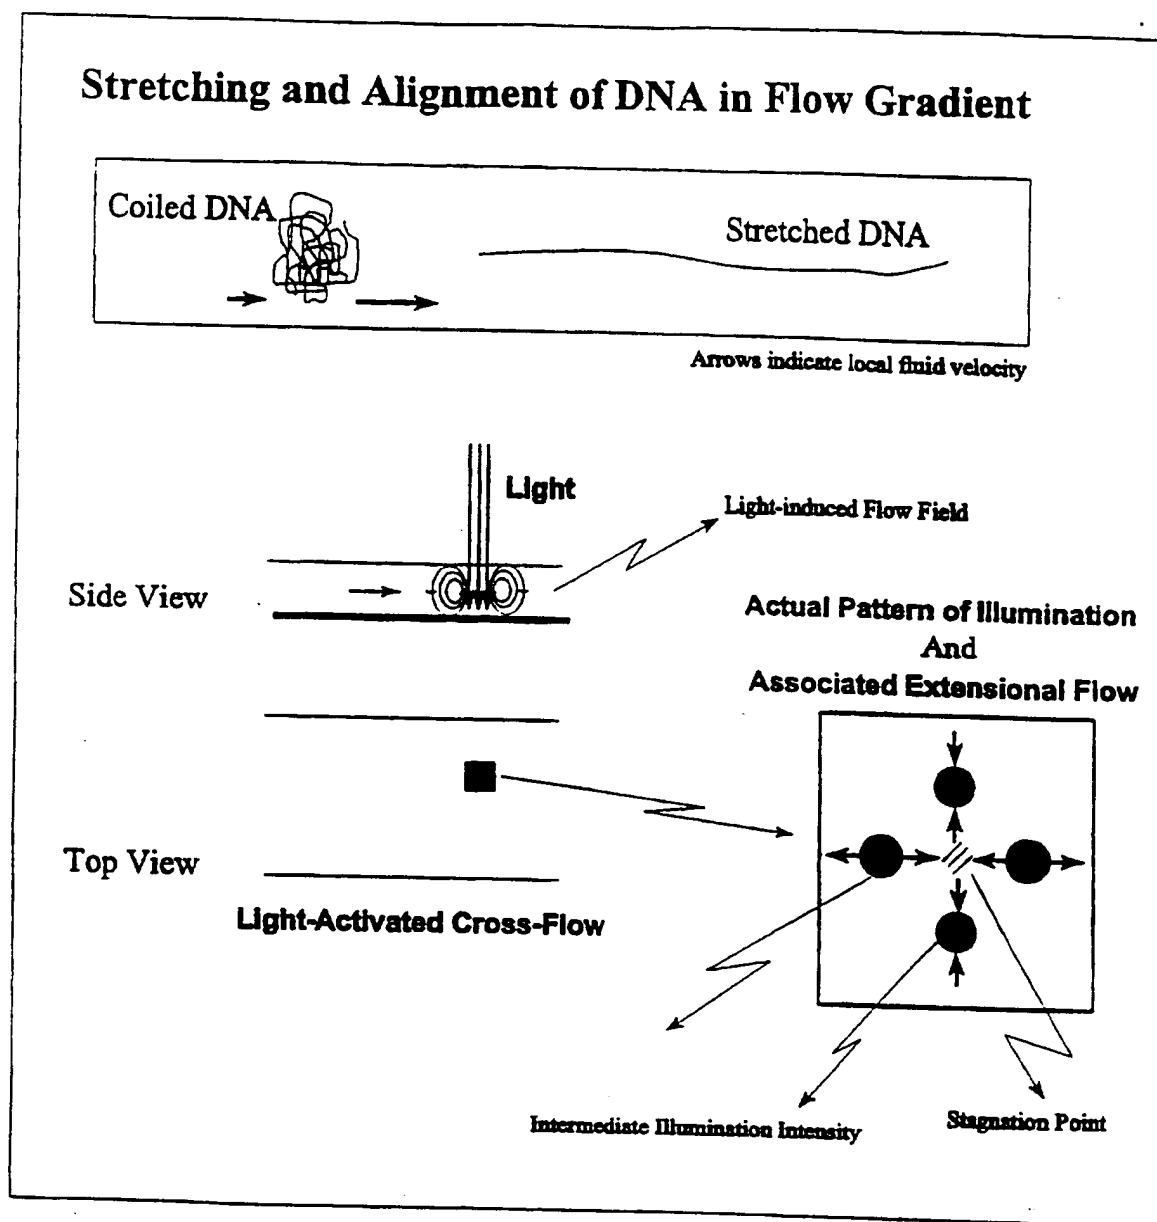 Stretching and Alignment of DNA in Flow Gradient
Coiled DNA
Stretched DNA
Arrows indicate local fluid velocity
Light
Light-induced Flow Field
Side View
Actual Pattern of Illumination
And
Associated Extensional Flow
Top View
Light-Activated Cross-Flow
Intermediate Illumination Intensity
Stagnation Point